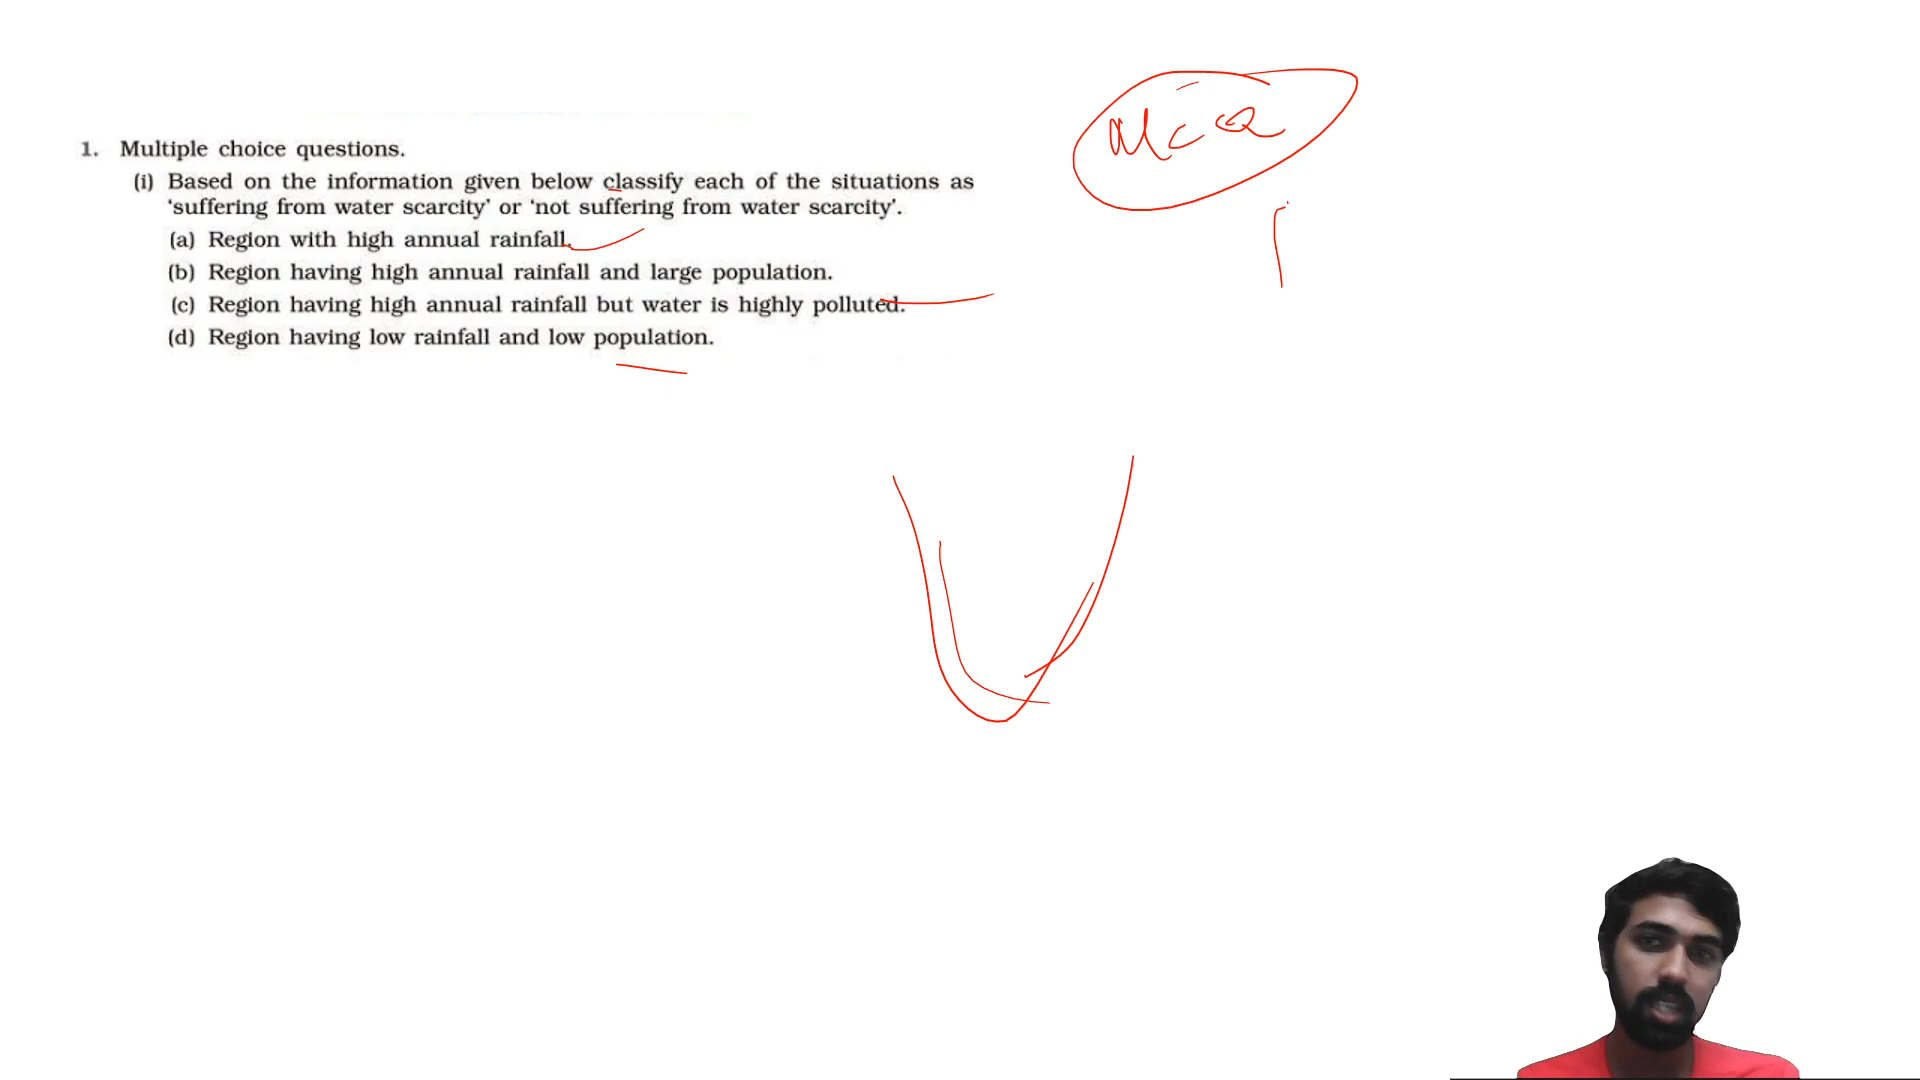 MCQ
1. Multiple choice questions.
(i) Based on the information given below classify each of the situations as
‘suffering from water scarcity’ or ‘not suffering from water scarcity’.
(a) Region with high annual rainfall.
(b) Region having high annual rainfall and large population.
(c) Region having high annual rainfall but water is highly polluted.
(d) Region having low rainfall and low population.